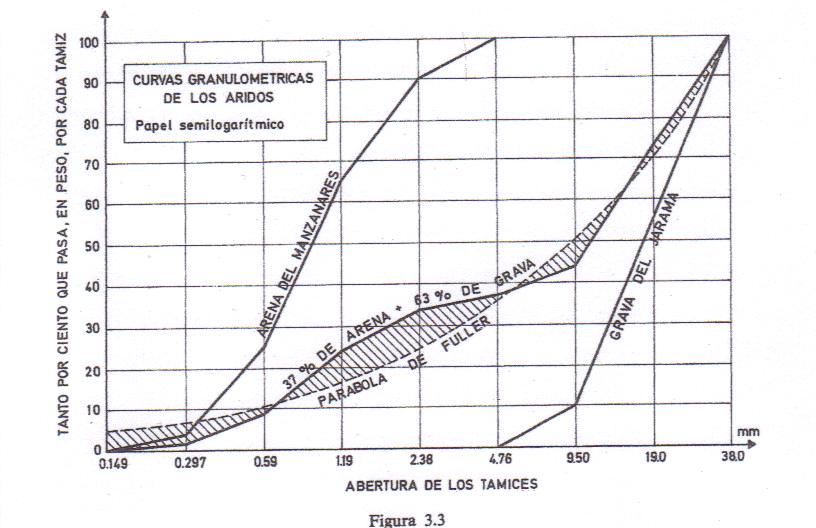 TANTO POR CIENTO QUE PASA, EN PESO, POR CADA TAMIZ
100
90
80
70
60
50
40
30
20
10
0
CURVAS GRANULOMETRICAS
DE LOS ARIDOS
Papel semilogarítmico
ARENA DEL MANZANARES
37 % DE ARENA + 63 % DE GRAVA
PARABOLA DE FULLER
GRAVA DEL JARAMA
mm
0.149 0.297 0.59 1.19 2.38 4.76 9.50 19.0 38.0
ABERTURA DE LOS TAMICES
Figura 3.3